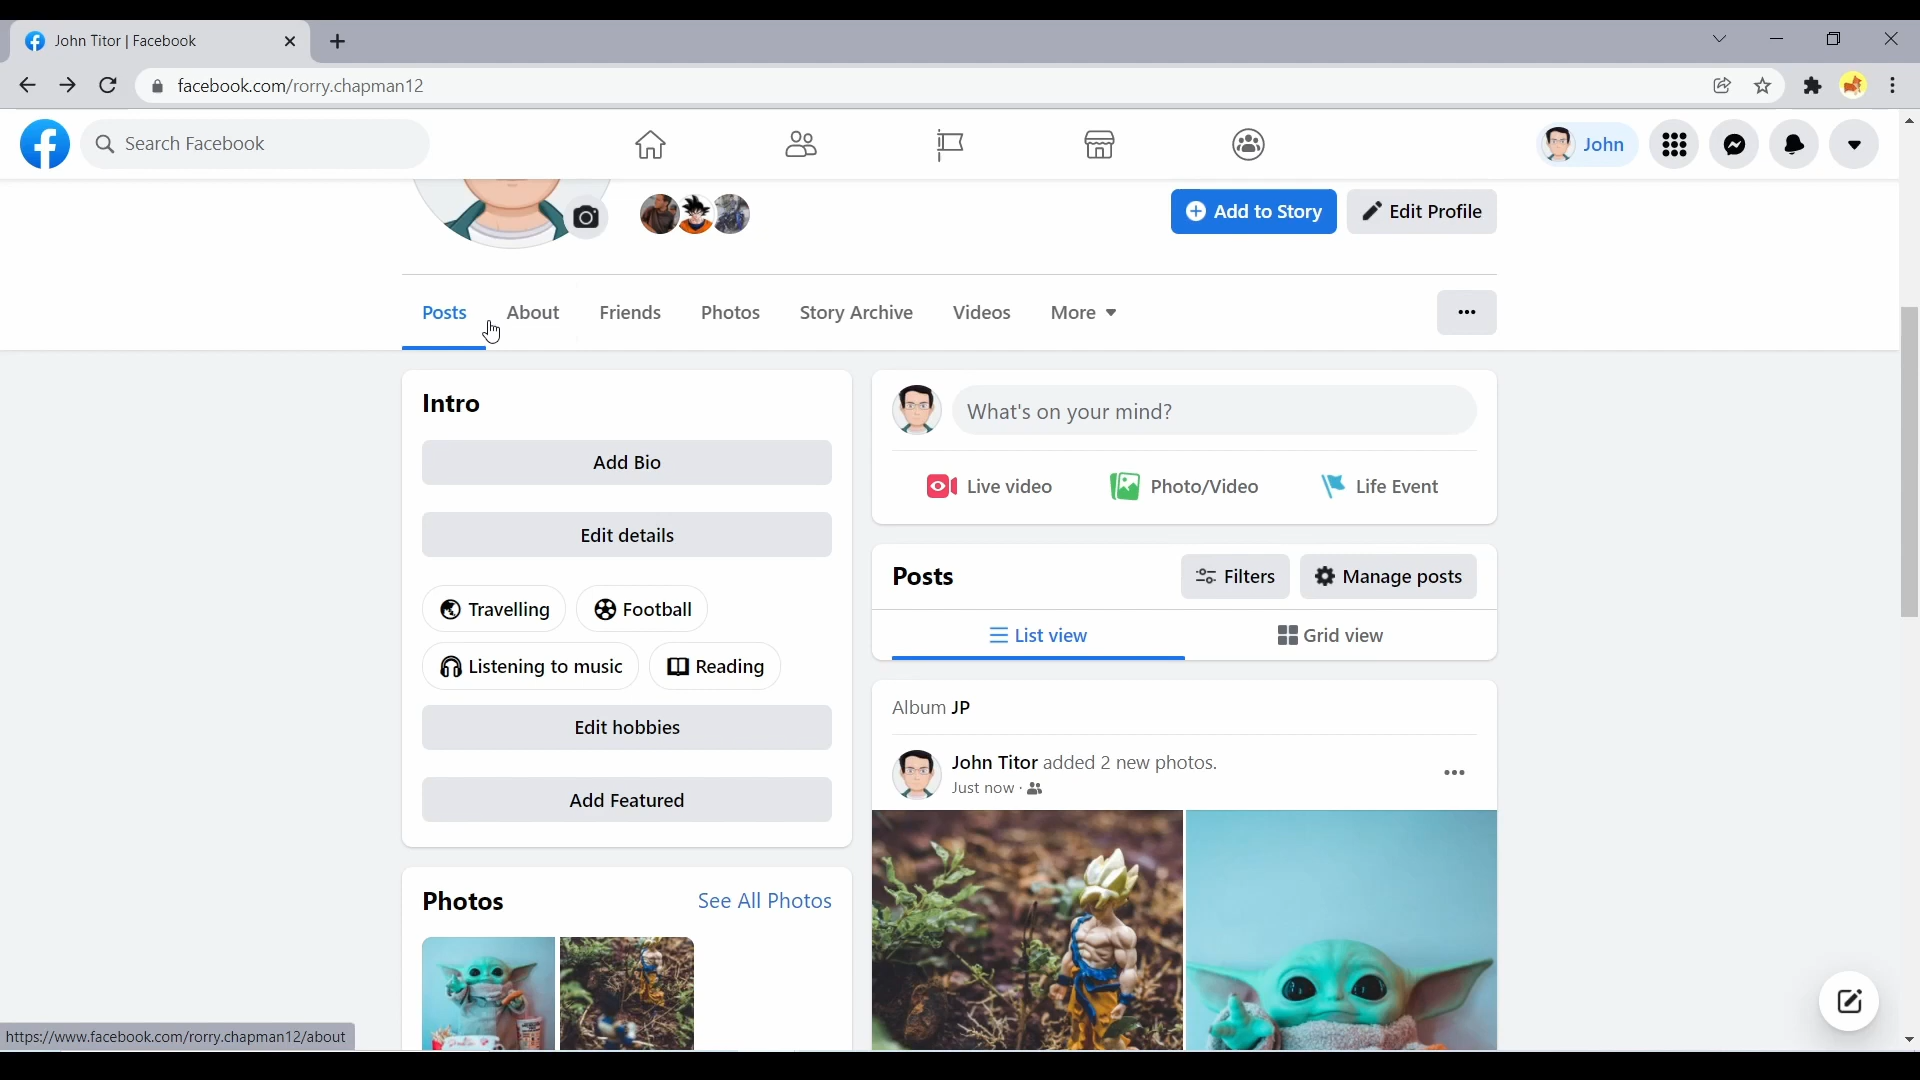 John Titor | Facebook
facebook.com/rorry.chapman12
Search Facebook
John
Add to Story
Edit Profile
Posts
About
Friends
Photos
Story Archive
Videos
More
Intro
Add Bio
Edit details
Travelling
Football
Listening to music
Reading
Edit hobbies
Add Featured
Photos
See All Photos
What's on your mind?
Live video
Photo/Video
Life Event
Posts
Filters
Manage posts
List view
Grid view
Album JP
John Titor added 2 new photos.
Just now ·
https://www.facebook.com/rorry.chapman12/about